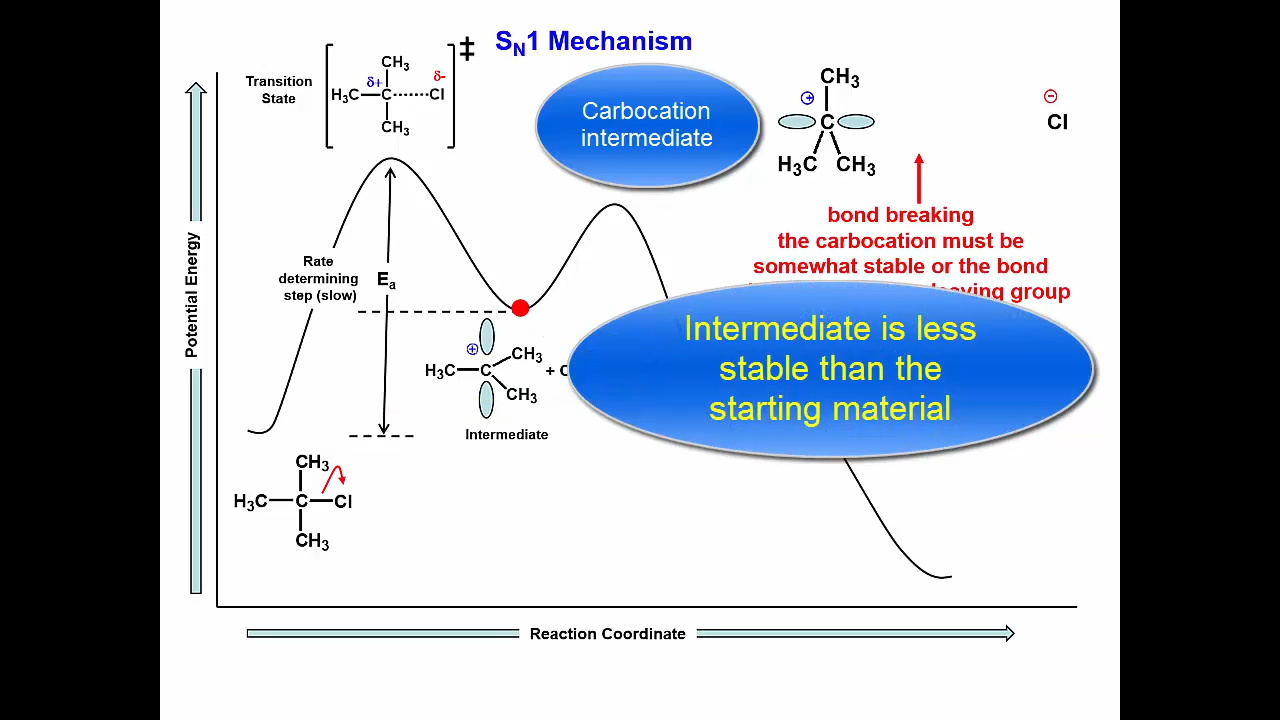 S_N1 Mechanism
Transition
State
CH₃
δ+
δ-
H₃C
C
Cl
CH₃
‡
Carbocation
intermediate
CH₃
+
C
H₃C
CH₃
−
Cl
bond breaking
the carbocation must be
somewhat stable or the bond
leaving group
Potential Energy
Rate
determining
step (slow)
Eₐ
Intermediate is less
stable than the
starting material
+
CH₃
H₃C
C
+
CH₃
Intermediate
CH₃
H₃C
C
Cl
CH₃
Reaction Coordinate